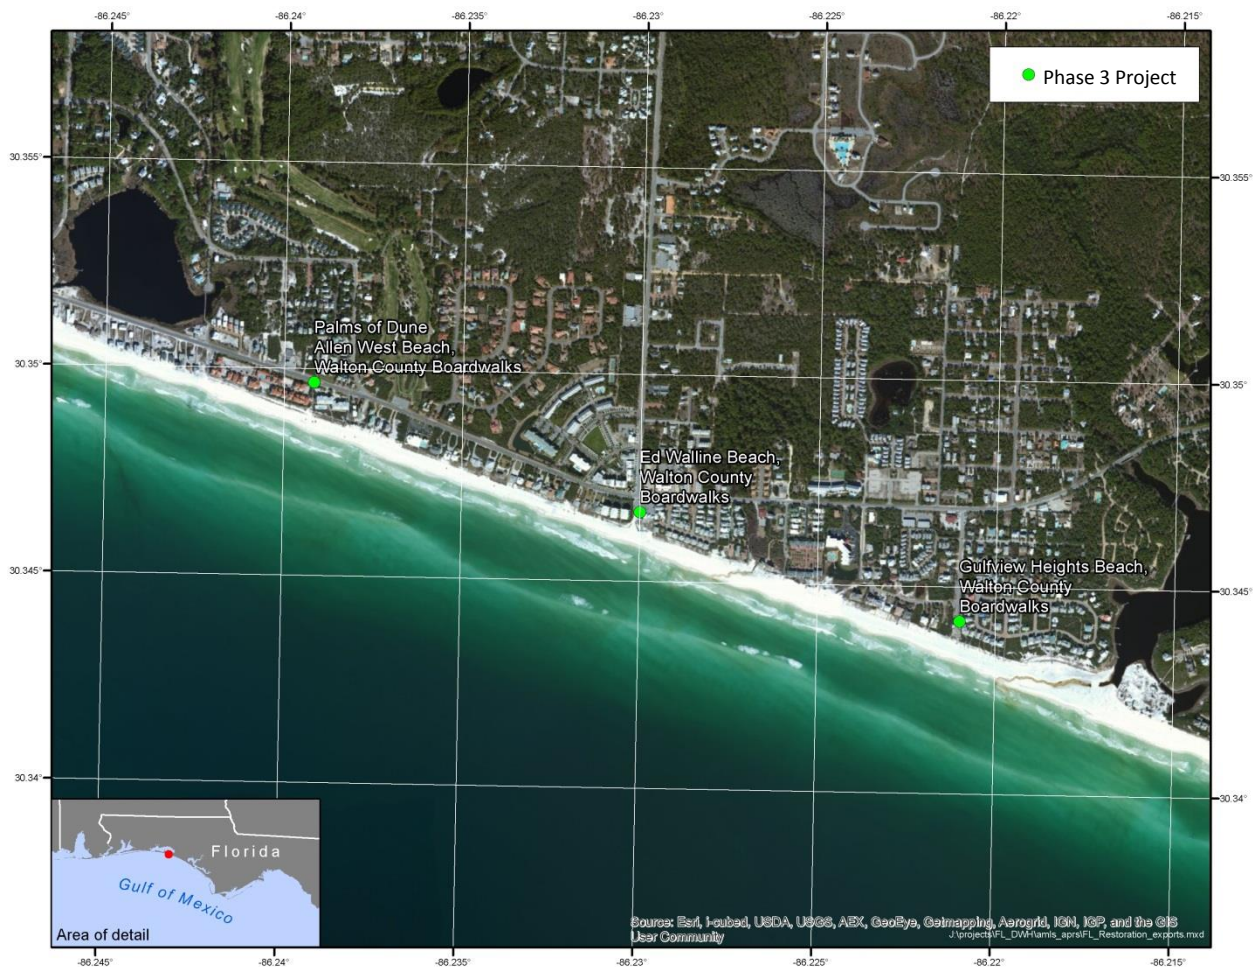 -86.245° -86.24° -86.235° -86.23° -86.225° -86.22° -86.215°
Phase 3 Project
30.355°
30.355°
Palms of Dune
Allen West Beach,
Walton County Boardwalks
30.35°
30.35°
Ed Walline Beach,
Walton County
Boardwalks
30.345°
30.345°
Gulfview Heights Beach,
Walton County
Boardwalks
30.34°
30.34°
Florida
Gulf of Mexico
Area of detail
Source: Esri, i-cubed, USDA, USGS, AEX, GeoEye, Getmapping, Aerogrid, IGN, IGP, and the GIS
User Community
J:\projects\FL_DWH\amls_aprs\FL_Restoration_exports.mxd
-86.245° -86.24° -86.235° -86.23° -86.225° -86.22° -86.215°